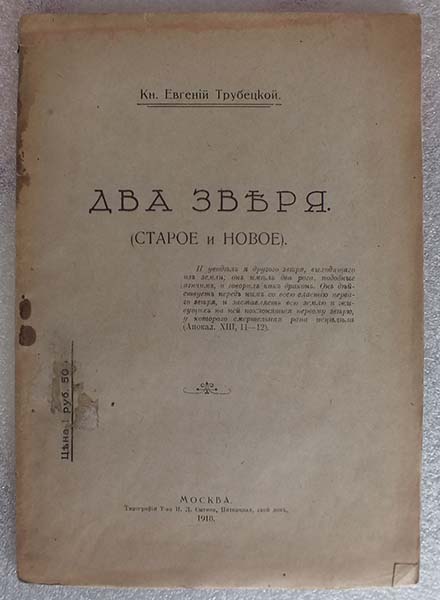 Кн. Евгеній Трубецкой.
ДВА ЗВѢРЯ.
(СТАРОЕ и НОВОЕ).
И увидѣлъ я другого звѣря, выходящаго
изъ земли; онъ имѣлъ два рога, подобные
агнчимъ, и говорилъ какъ драконъ. Онъ дѣй-
ствуетъ передъ нимъ со всею властью перва-
го звѣря, и заставляетъ всю землю и жи-
вущихъ на ней поклоняться первому звѣрю,
у котораго смертельная рана исцѣлѣла
(Апокал. XIII, 11—12).
Цѣна 1 руб. 50
МОСКВА.
Типографія Т-ва И. Д. Сытина, Пятницкая, свой домъ.
1918.